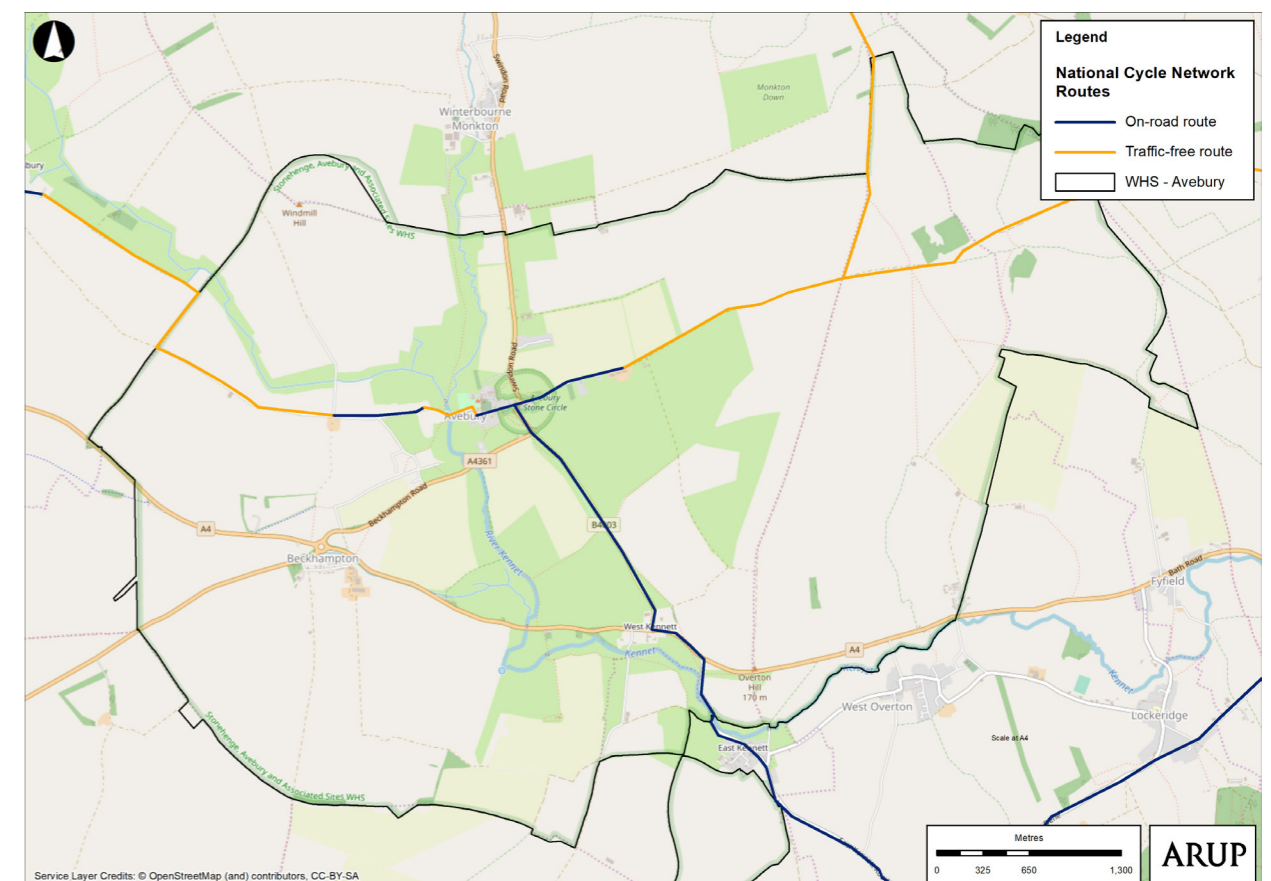 Legend
National Cycle Network
Routes
On-road route
Traffic-free route
WHS - Avebury
Monkton
Down
Swindon Road
Winterbourne
Monkton
bury
Stonehenge, Avebury and Associated Sites WHS
Windmill
Hill
Swindon Road
Avebury
Avebury
Stone Circle
A4361
Beckhampton Road
A4
B4003
River Kennet
Beckhampton
Bath Road
Fyfield
West Kennett
Kennet
A4
Overton
Hill
170 m
Kennet
West Overton
Lockeridge
East Kennett
Scale at A4
Stonehenge, Avebury and Associated Sites WHS
Metres
0 325 650 1,300
ARUP
Service Layer Credits: © OpenStreetMap (and) contributors, CC-BY-SA